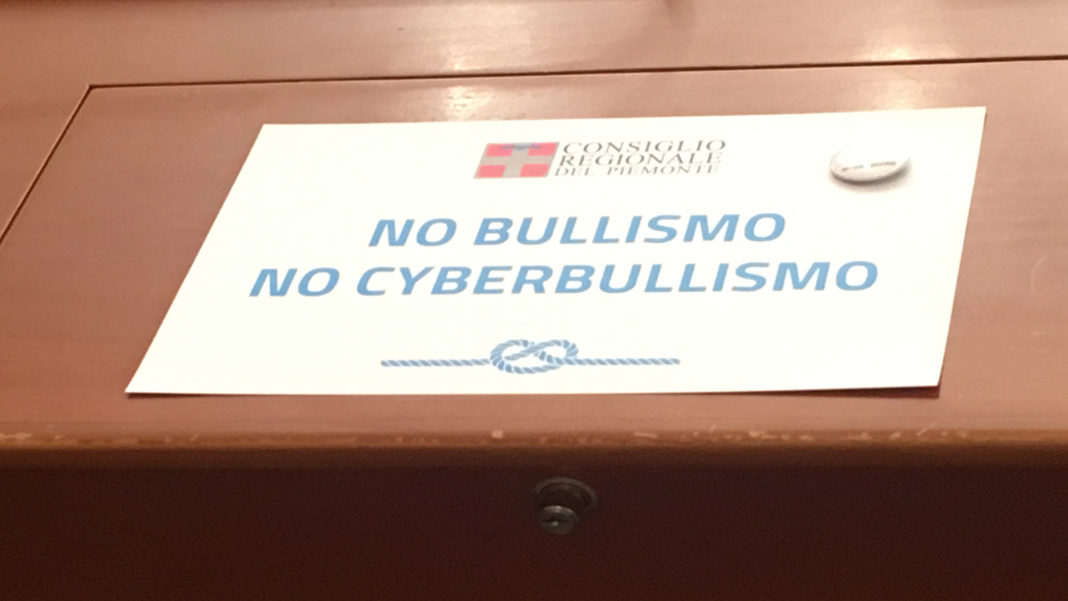 CONSIGLIO
REGIONALE
DEL PIEMONTE
NO BULLISMO
NO CYBERBULLISMO